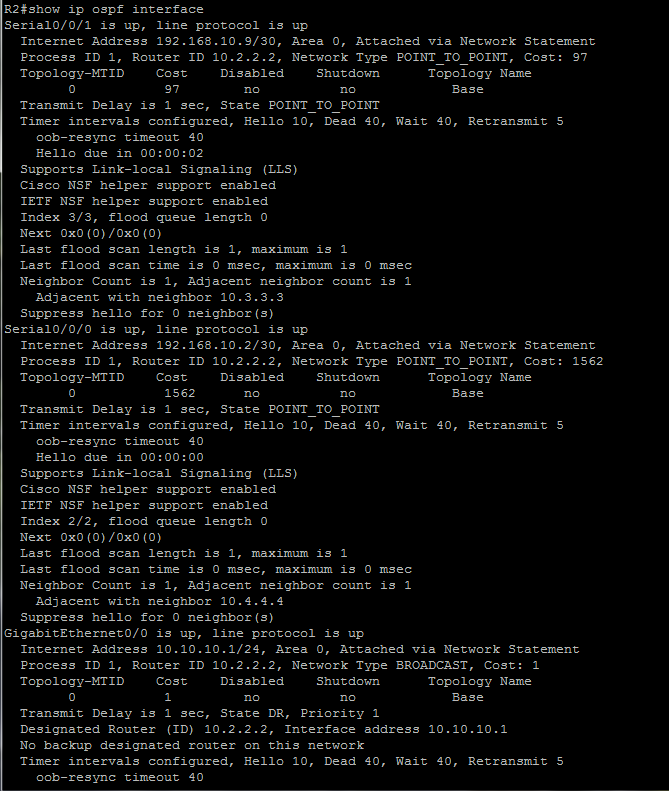 R2#show ip ospf interface
Serial0/0/1 is up, line protocol is up
  Internet Address 192.168.10.9/30, Area 0, Attached via Network Statement
  Process ID 1, Router ID 10.2.2.2, Network Type POINT_TO_POINT, Cost: 97
  Topology-MTID    Cost    Disabled    Shutdown      Topology Name
        0           97        no          no            Base
  Transmit Delay is 1 sec, State POINT_TO_POINT
  Timer intervals configured, Hello 10, Dead 40, Wait 40, Retransmit 5
    oob-resync timeout 40
    Hello due in 00:00:02
  Supports Link-local Signaling (LLS)
  Cisco NSF helper support enabled
  IETF NSF helper support enabled
  Index 3/3, flood queue length 0
  Next 0x0(0)/0x0(0)
  Last flood scan length is 1, maximum is 1
  Last flood scan time is 0 msec, maximum is 0 msec
  Neighbor Count is 1, Adjacent neighbor count is 1
    Adjacent with neighbor 10.3.3.3
  Suppress hello for 0 neighbor(s)
Serial0/0/0 is up, line protocol is up
  Internet Address 192.168.10.2/30, Area 0, Attached via Network Statement
  Process ID 1, Router ID 10.2.2.2, Network Type POINT_TO_POINT, Cost: 1562
  Topology-MTID    Cost    Disabled    Shutdown      Topology Name
        0           1562      no          no            Base
  Transmit Delay is 1 sec, State POINT_TO_POINT
  Timer intervals configured, Hello 10, Dead 40, Wait 40, Retransmit 5
    oob-resync timeout 40
    Hello due in 00:00:00
  Supports Link-local Signaling (LLS)
  Cisco NSF helper support enabled
  IETF NSF helper support enabled
  Index 2/2, flood queue length 0
  Next 0x0(0)/0x0(0)
  Last flood scan length is 1, maximum is 1
  Last flood scan time is 0 msec, maximum is 0 msec
  Neighbor Count is 1, Adjacent neighbor count is 1
    Adjacent with neighbor 10.4.4.4
  Suppress hello for 0 neighbor(s)
GigabitEthernet0/0 is up, line protocol is up
  Internet Address 10.10.10.1/24, Area 0, Attached via Network Statement
  Process ID 1, Router ID 10.2.2.2, Network Type BROADCAST, Cost: 1
  Topology-MTID    Cost    Disabled    Shutdown      Topology Name
        0           1         no          no            Base
  Transmit Delay is 1 sec, State DR, Priority 1
  Designated Router (ID) 10.2.2.2, Interface address 10.10.10.1
  No backup designated router on this network
  Timer intervals configured, Hello 10, Dead 40, Wait 40, Retransmit 5
    oob-resync timeout 40